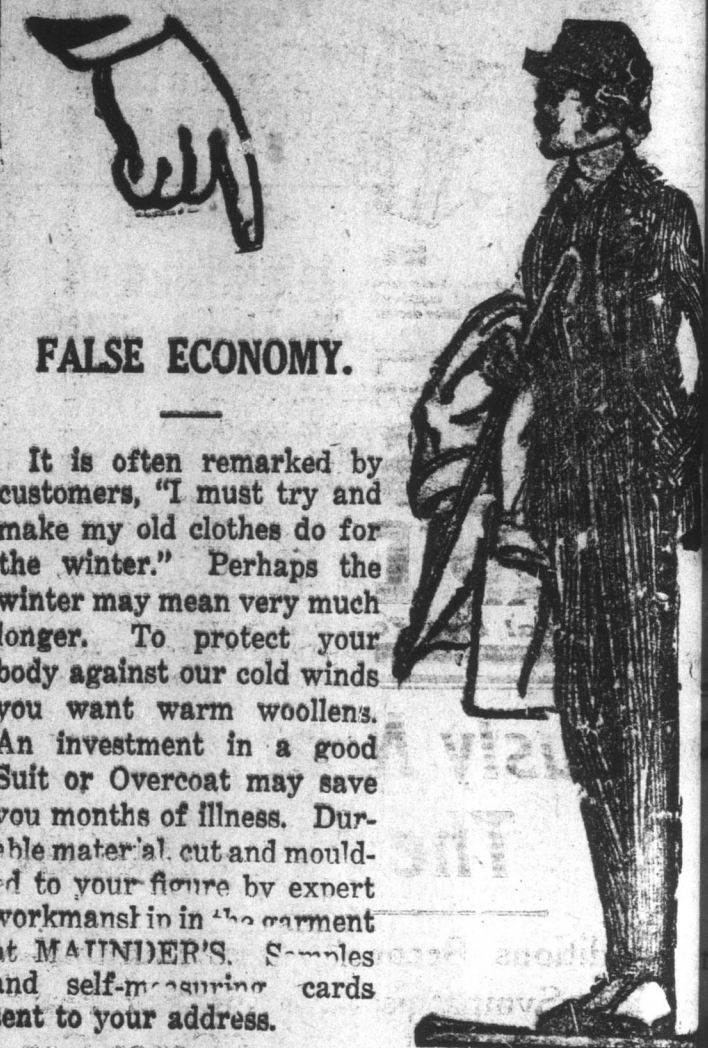 FALSE ECONOMY.
It is often remarked by
customers, "I must try and
make my old clothes do for
the winter." Perhaps the
winter may mean very much
longer. To protect your
body against our cold winds
you want warm woollens.
An investment in a good
Suit or Overcoat may save
you months of illness. Dur-
able material, cut and mould-
ed to your figure by expert
workmanship in the garment
at MAUNDER'S. Samples
and self-measuring cards
sent to your address.